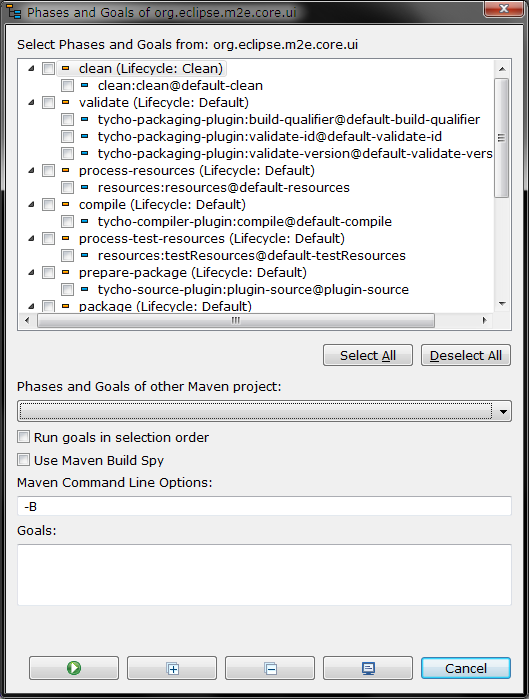 Phases and Goals of org.eclipse.m2e.core.ui
Select Phases and Goals from: org.eclipse.m2e.core.ui
clean (Lifecycle: Clean)
clean:clean@default-clean
validate (Lifecycle: Default)
tycho-packaging-plugin:build-qualifier@default-build-qualifier
tycho-packaging-plugin:validate-id@default-validate-id
tycho-packaging-plugin:validate-version@default-validate-vers
process-resources (Lifecycle: Default)
resources:resources@default-resources
compile (Lifecycle: Default)
tycho-compiler-plugin:compile@default-compile
process-test-resources (Lifecycle: Default)
resources:testResources@default-testResources
prepare-package (Lifecycle: Default)
tycho-source-plugin:plugin-source@plugin-source
package (Lifecycle: Default)
Select All Deselect All
Phases and Goals of other Maven project:
Run goals in selection order
Use Maven Build Spy
Maven Command Line Options:
-B
Goals:
Cancel